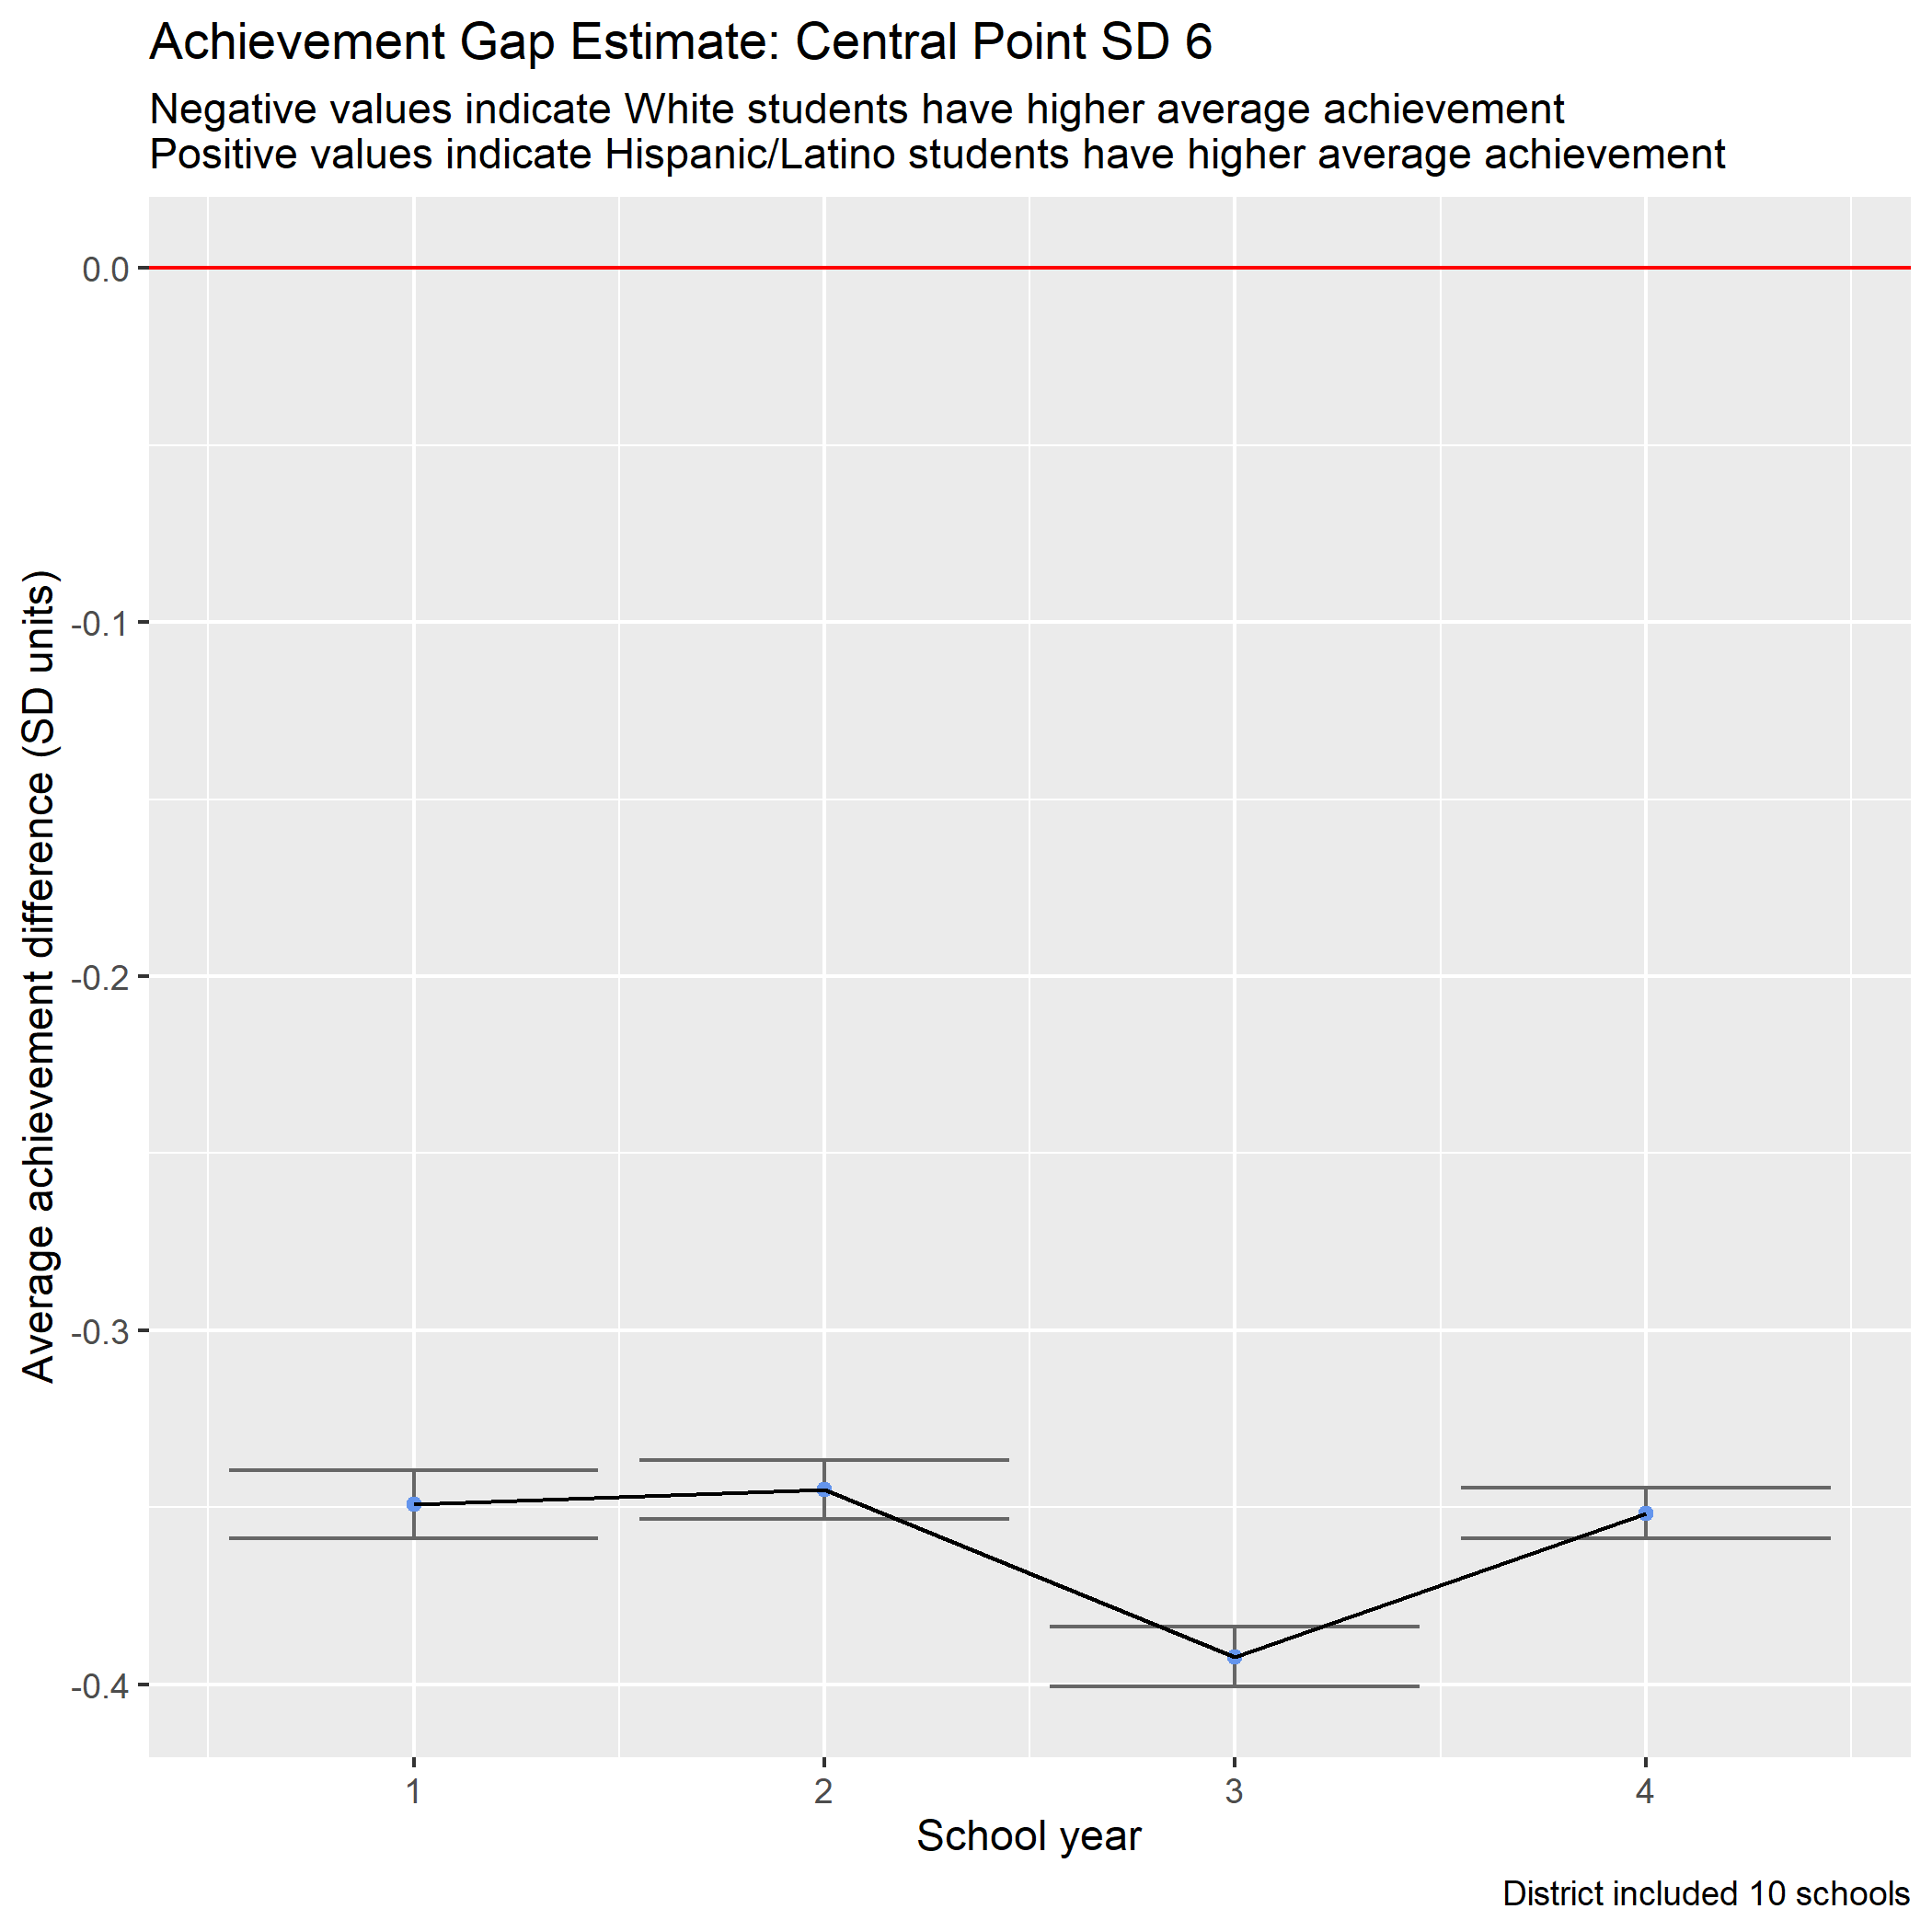 Achievement Gap Estimate: Central Point SD 6
Negative values indicate White students have higher average achievement
Positive values indicate Hispanic/Latino students have higher average achievement
Average achievement difference (SD units)
0.0
-0.1
-0.2
-0.3
-0.4
1 2 3 4
School year
District included 10 schools